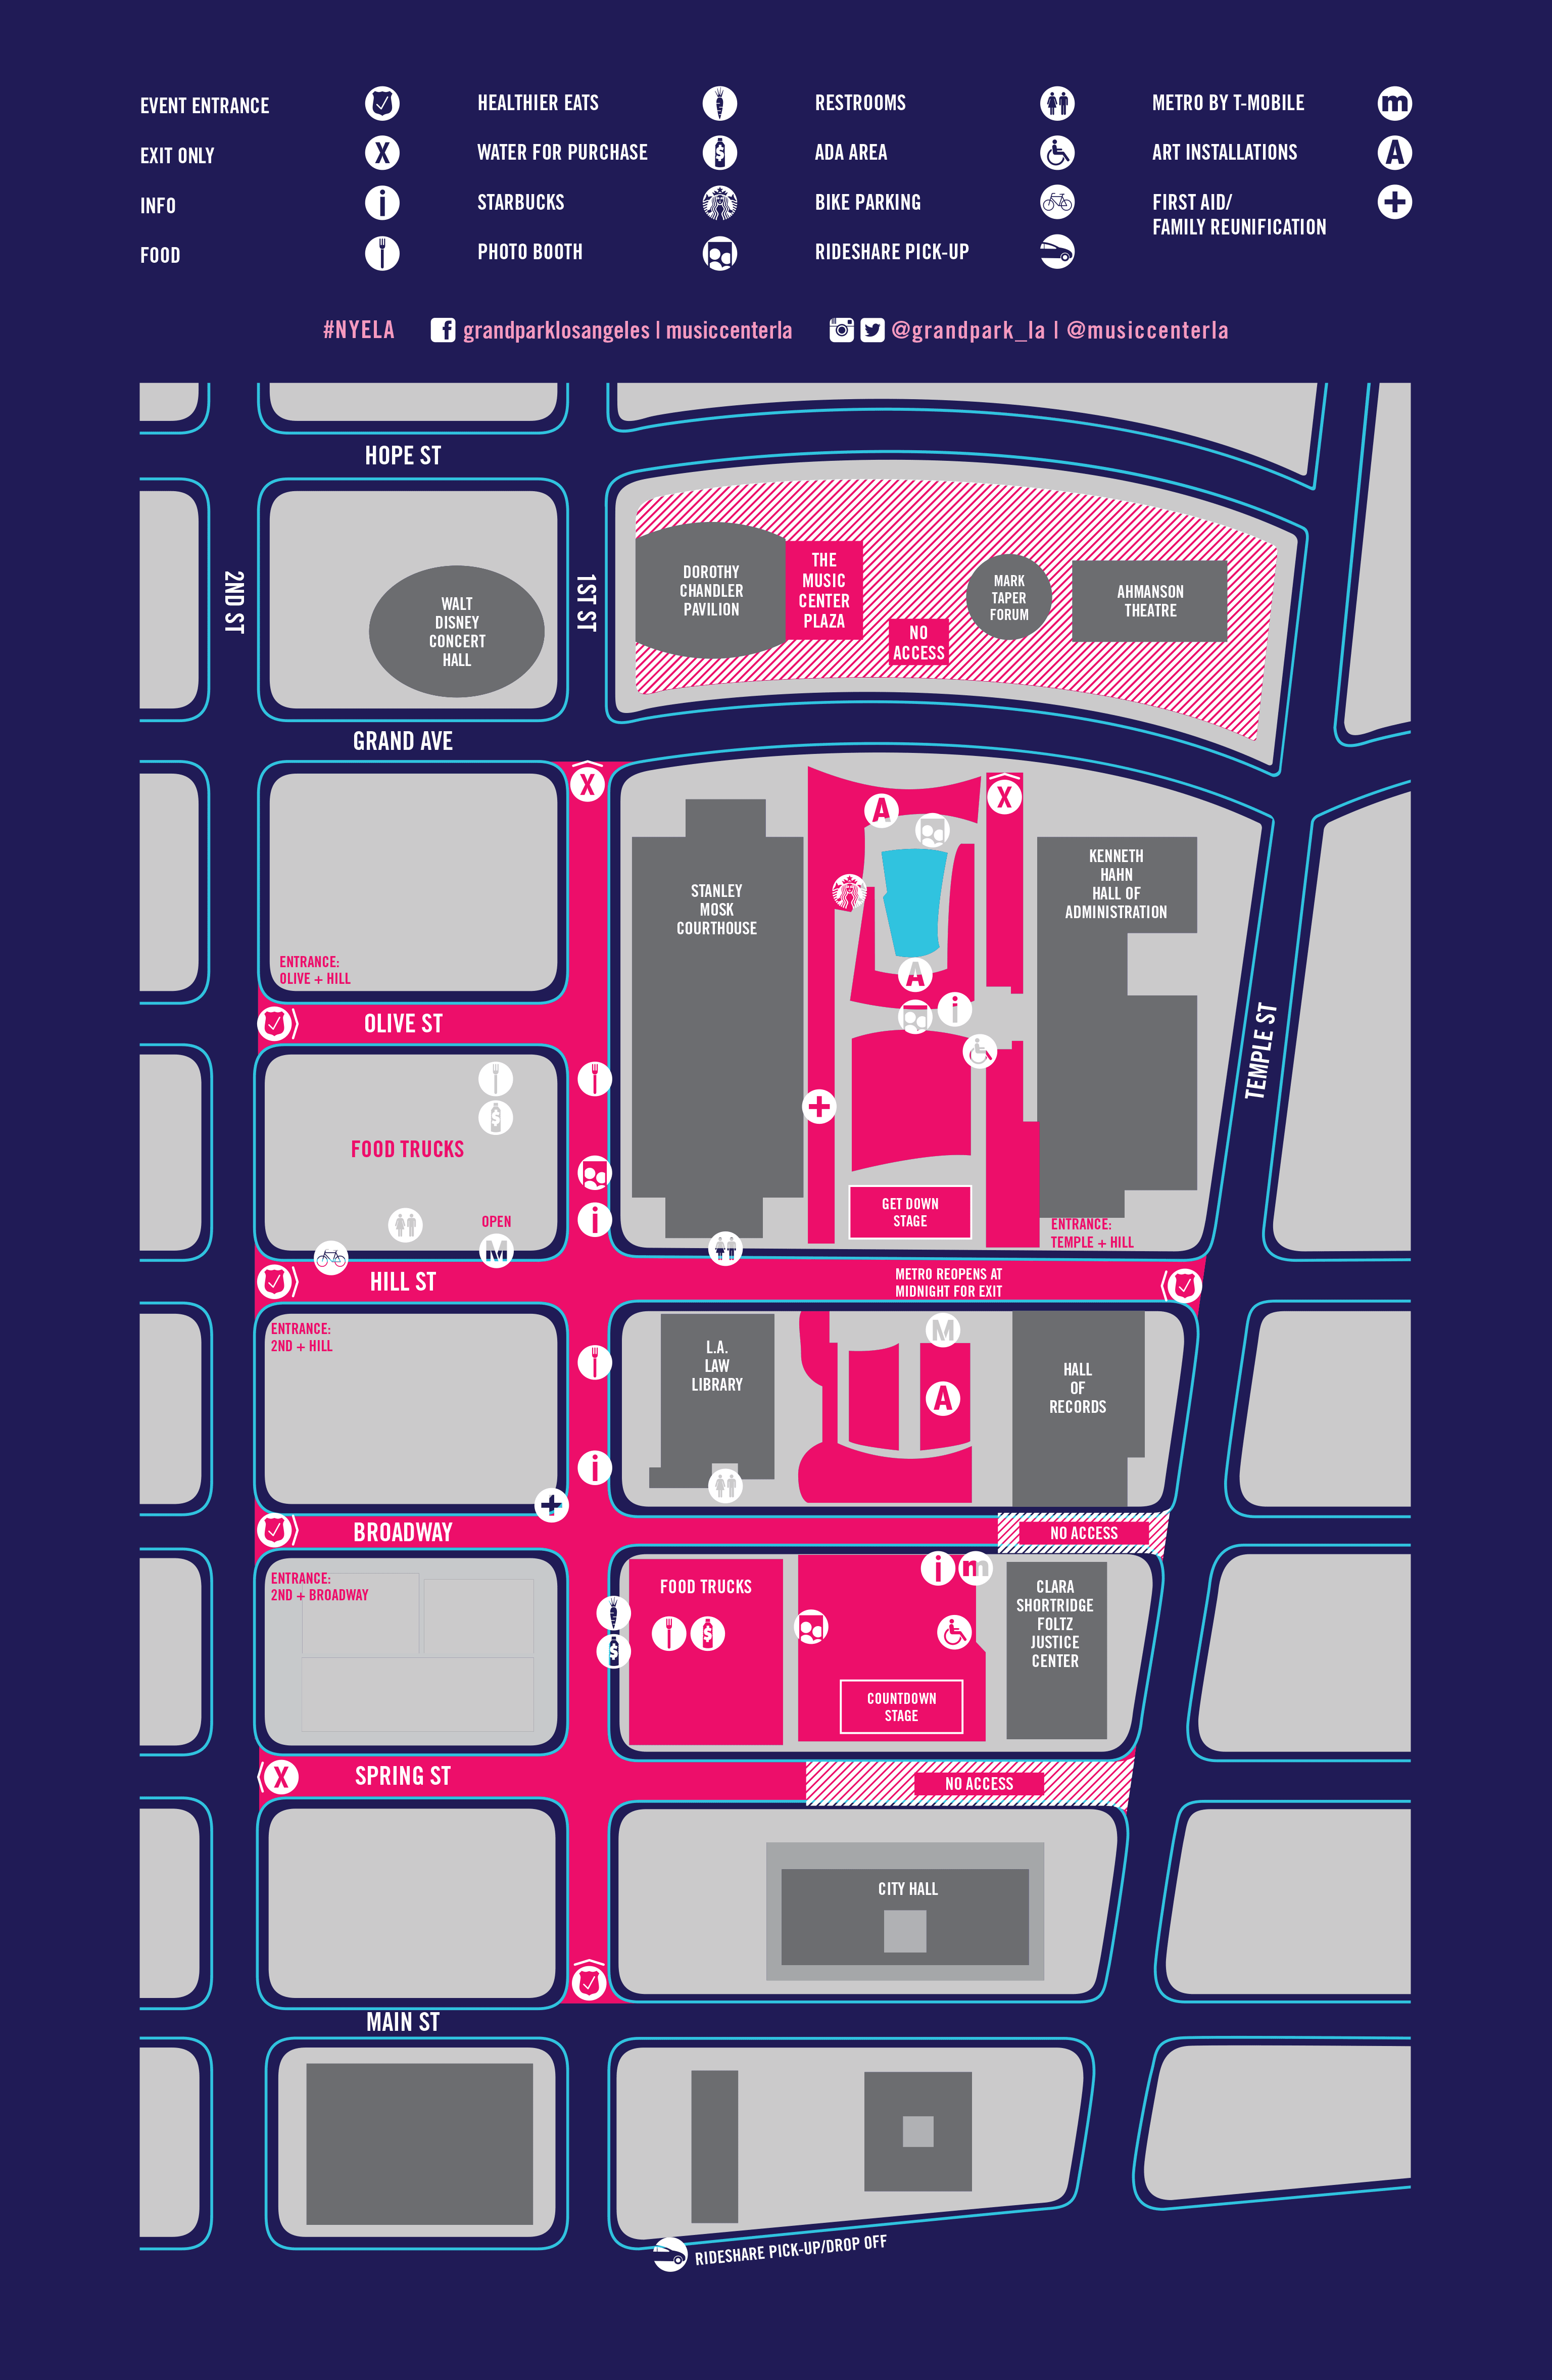 EVENT ENTRANCE
EXIT ONLY
X
INFO
i
FOOD
HEALTHIER EATS
WATER FOR PURCHASE
$
STARBUCKS
PHOTO BOOTH
RESTROOMS
ADA AREA
BIKE PARKING
RIDESHARE PICK-UP
METRO BY T-MOBILE
m
ART INSTALLATIONS
A
FIRST AID/
FAMILY REUNIFICATION
#NYELA
f grandparklosangeles | musiccenterla
@grandpark_la | @musiccenterla
HOPE ST
2ND ST
1ST ST
WALT
DISNEY
CONCERT
HALL
DOROTHY
CHANDLER
PAVILION
THE
MUSIC
CENTER
PLAZA
NO
ACCESS
MARK
TAPER
FORUM
AHMANSON
THEATRE
GRAND AVE
X
A
X
STANLEY
MOSK
COURTHOUSE
KENNETH
HAHN
HALL OF
ADMINISTRATION
A
i
ENTRANCE:
OLIVE + HILL
OLIVE ST
TEMPLE ST
$
FOOD TRUCKS
i
OPEN
M
GET DOWN
STAGE
ENTRANCE:
TEMPLE + HILL
HILL ST
METRO REOPENS AT
MIDNIGHT FOR EXIT
ENTRANCE:
2ND + HILL
L.A.
LAW
LIBRARY
M
A
HALL
OF
RECORDS
i
BROADWAY
NO ACCESS
ENTRANCE:
2ND + BROADWAY
FOOD TRUCKS
$
$
i
m
CLARA
SHORTRIDGE
FOLTZ
JUSTICE
CENTER
COUNTDOWN
STAGE
X
SPRING ST
NO ACCESS
CITY HALL
MAIN ST
RIDESHARE PICK-UP/DROP OFF